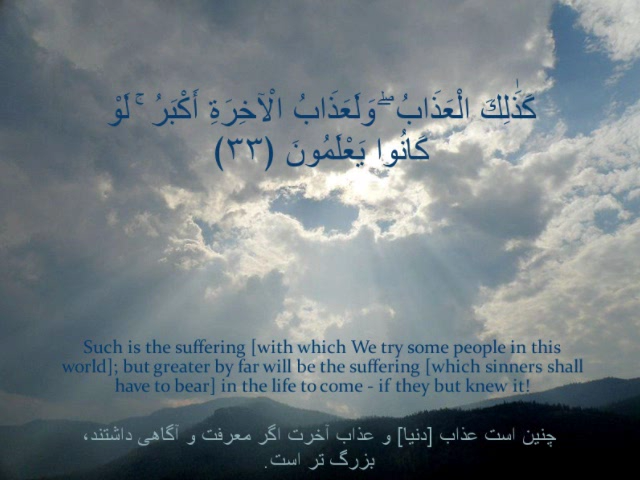 كَذَٰلِكَ الْعَذَابُ ۖ وَلَعَذَابُ الْآخِرَةِ أَكْبَرُ ۚ لَوْ
كَانُوا يَعْلَمُونَ ﴿٣٣﴾
Such is the suffering [with which We try some people in this
world]; but greater by far will be the suffering [which sinners shall
have to bear] in the life to come - if they but knew it!
چنین است عذاب [دنیا] و عذاب آخرت اگر معرفت و آگاهی داشتند،
بزرگ تر است.